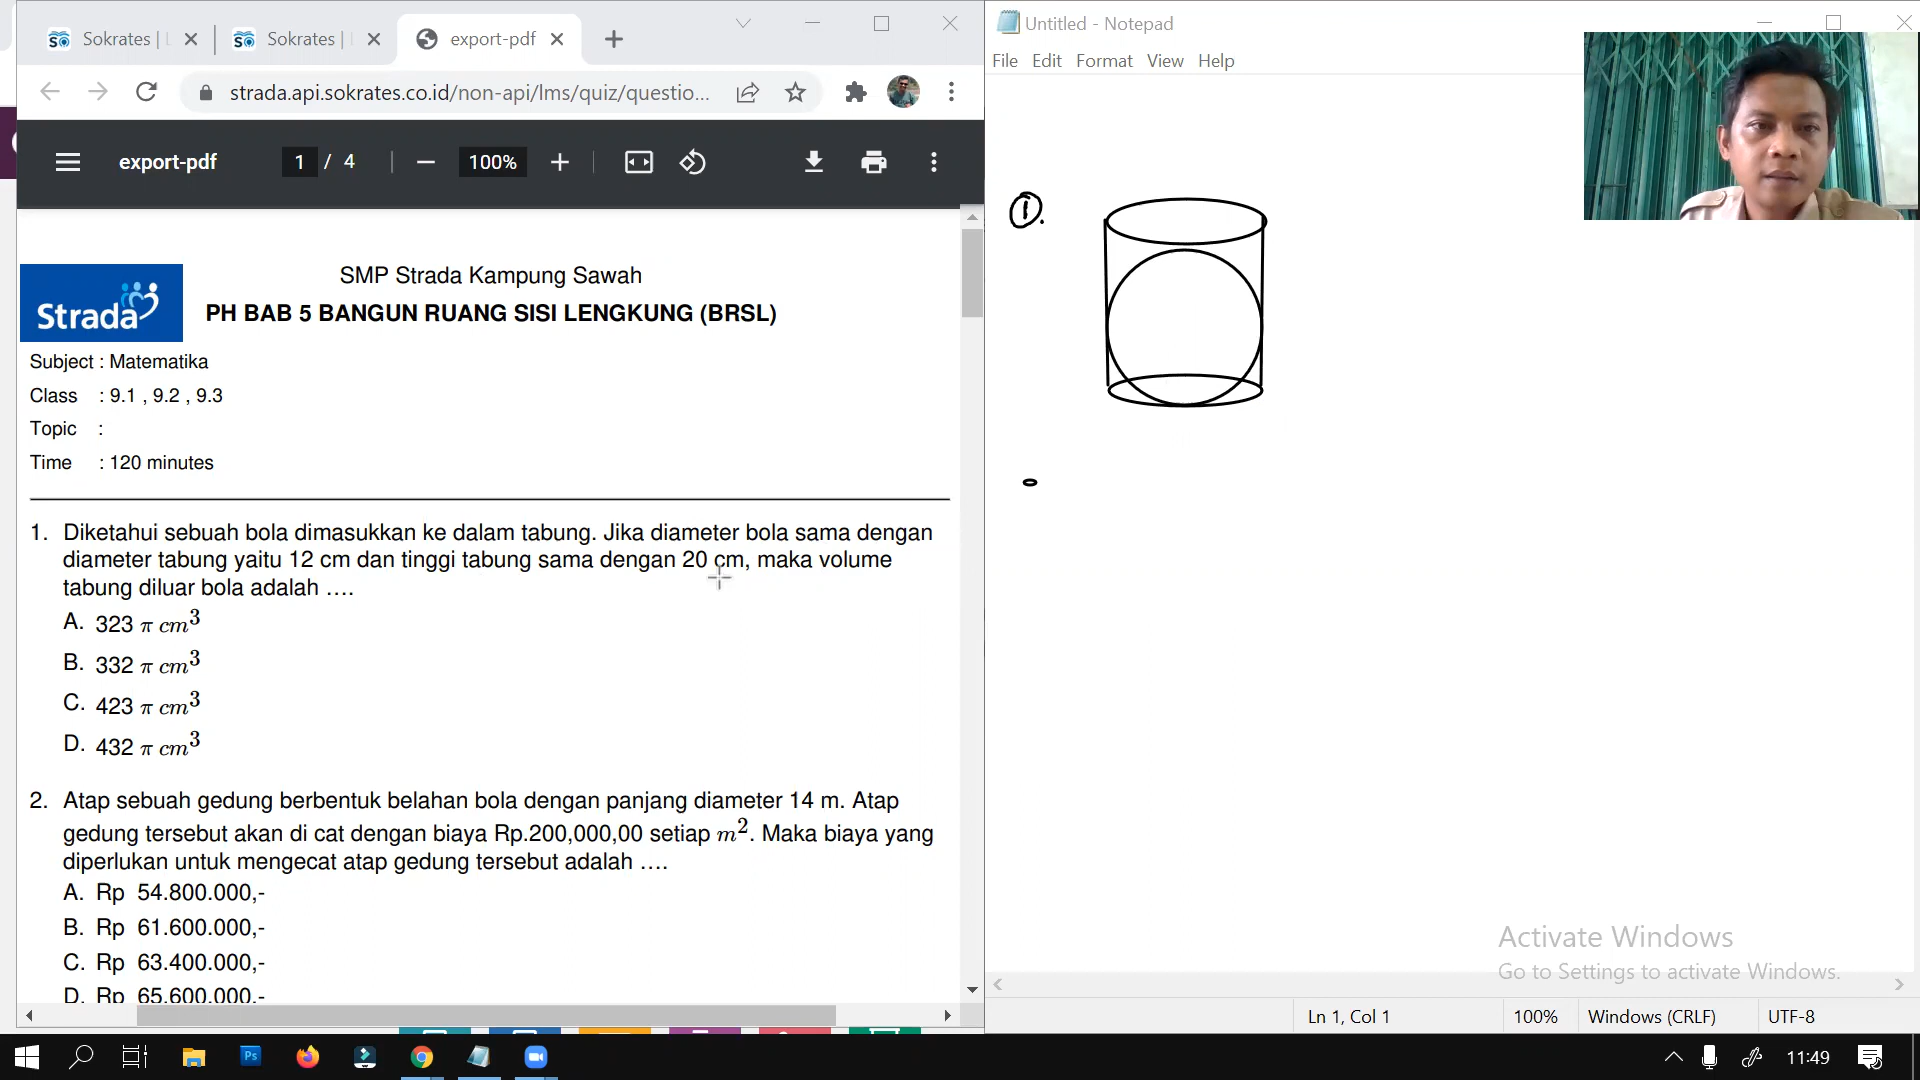 Sokrates | L
Sokrates |
export-pdf
strada.api.sokrates.co.id/non-api/lms/quiz/questio...
export-pdf
1 / 4
100%
SMP Strada Kampung Sawah
Strada
PH BAB 5 BANGUN RUANG SISI LENGKUNG (BRSL)
Subject : Matematika
Class : 9.1 , 9.2 , 9.3
Topic :
Time : 120 minutes
1. Diketahui sebuah bola dimasukkan ke dalam tabung. Jika diameter bola sama dengan
diameter tabung yaitu 12 cm dan tinggi tabung sama dengan 20 cm, maka volume
tabung diluar bola adalah ....
A. 323 π cm³
B. 332 π cm³
C. 423 π cm³
D. 432 π cm³
2. Atap sebuah gedung berbentuk belahan bola dengan panjang diameter 14 m. Atap
gedung tersebut akan di cat dengan biaya Rp.200,000,00 setiap m². Maka biaya yang
diperlukan untuk mengecat atap gedung tersebut adalah ....
A. Rp 54.800.000,-
B. Rp 61.600.000,-
C. Rp 63.400.000,-
D. Rp 65.600.000,-
Untitled - Notepad
File Edit Format View Help
1.
Activate Windows
Go to Settings to activate Windows.
Ln 1, Col 1
100%
Windows (CRLF)
UTF-8
Ps
11:49